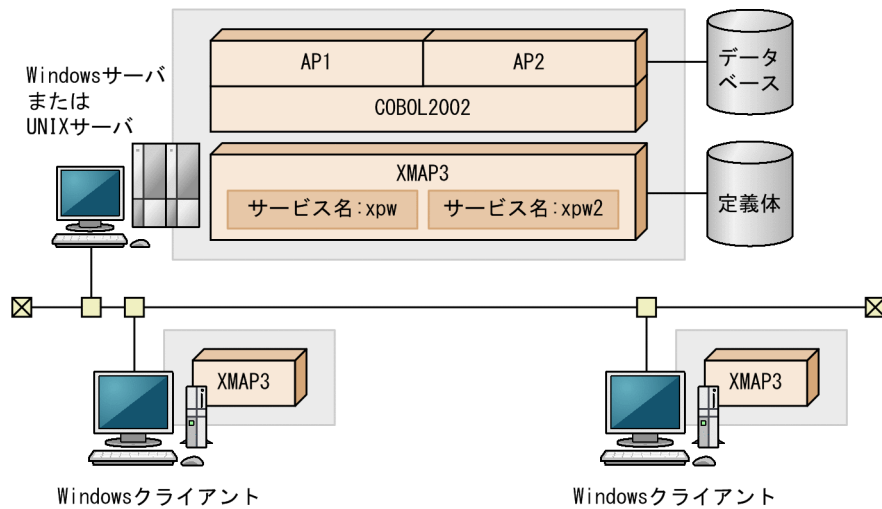 Windowsサーバ
または
UNIXサーバ
AP1
AP2
COBOL2002
XMAP3
サービス名:xpw
サービス名:xpw2
データ
ベース
定義体
XMAP3
XMAP3
Windowsクライアント
Windowsクライアント